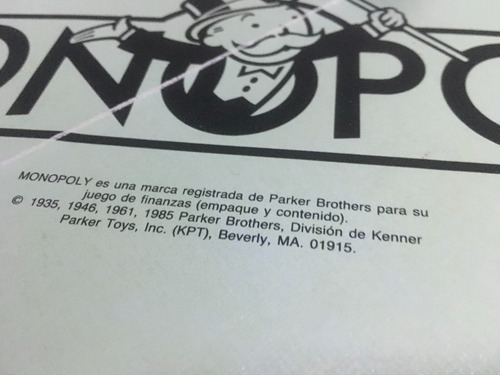 ONOPO
MONOPOLY es una marca registrada de Parker Brothers para su
juego de finanzas (empaque y contenido).
© 1935, 1946, 1961, 1985 Parker Brothers, División de Kenner
Parker Toys, Inc. (KPT), Beverly, MA. 01915.